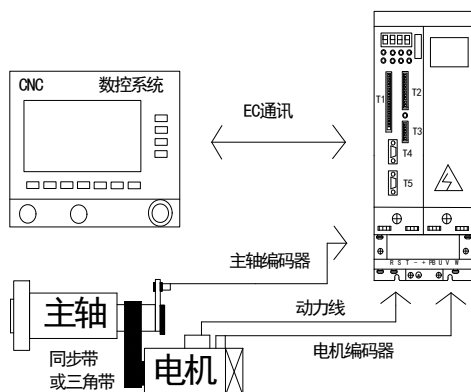 CNC 数控系统
EC通讯
T1
T2
T3
T4
T5
R S T - + PB U V W
主轴编码器
主轴
动力线
同步带
或三角带
电机
电机编码器